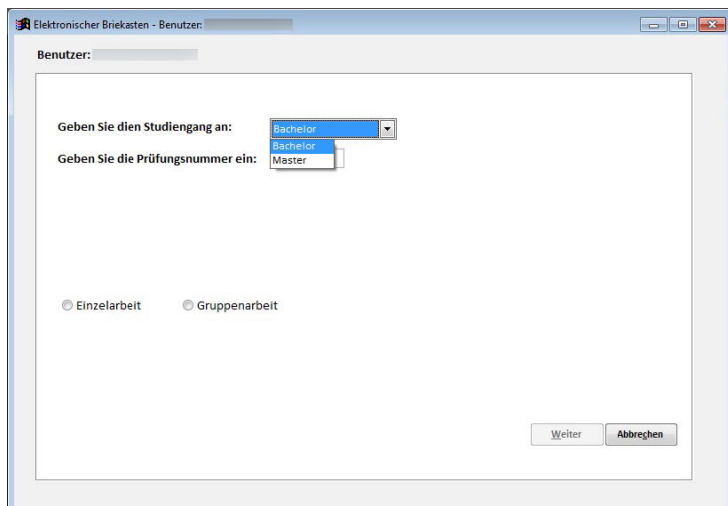 Elektronischer Briekasten - Benutzer:
Benutzer:
Geben Sie dien Studiengang an:
Bachelor
Bachelor
Geben Sie die Prüfungsnummer ein:
Master
Einzelarbeit
Gruppenarbeit
Weiter
Abbrechen